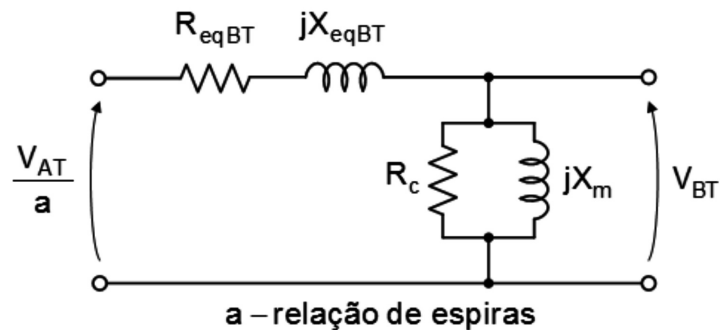 R_eqBT jX_eqBT
V_AT
a
R_c jX_m V_BT
a – relação de espiras